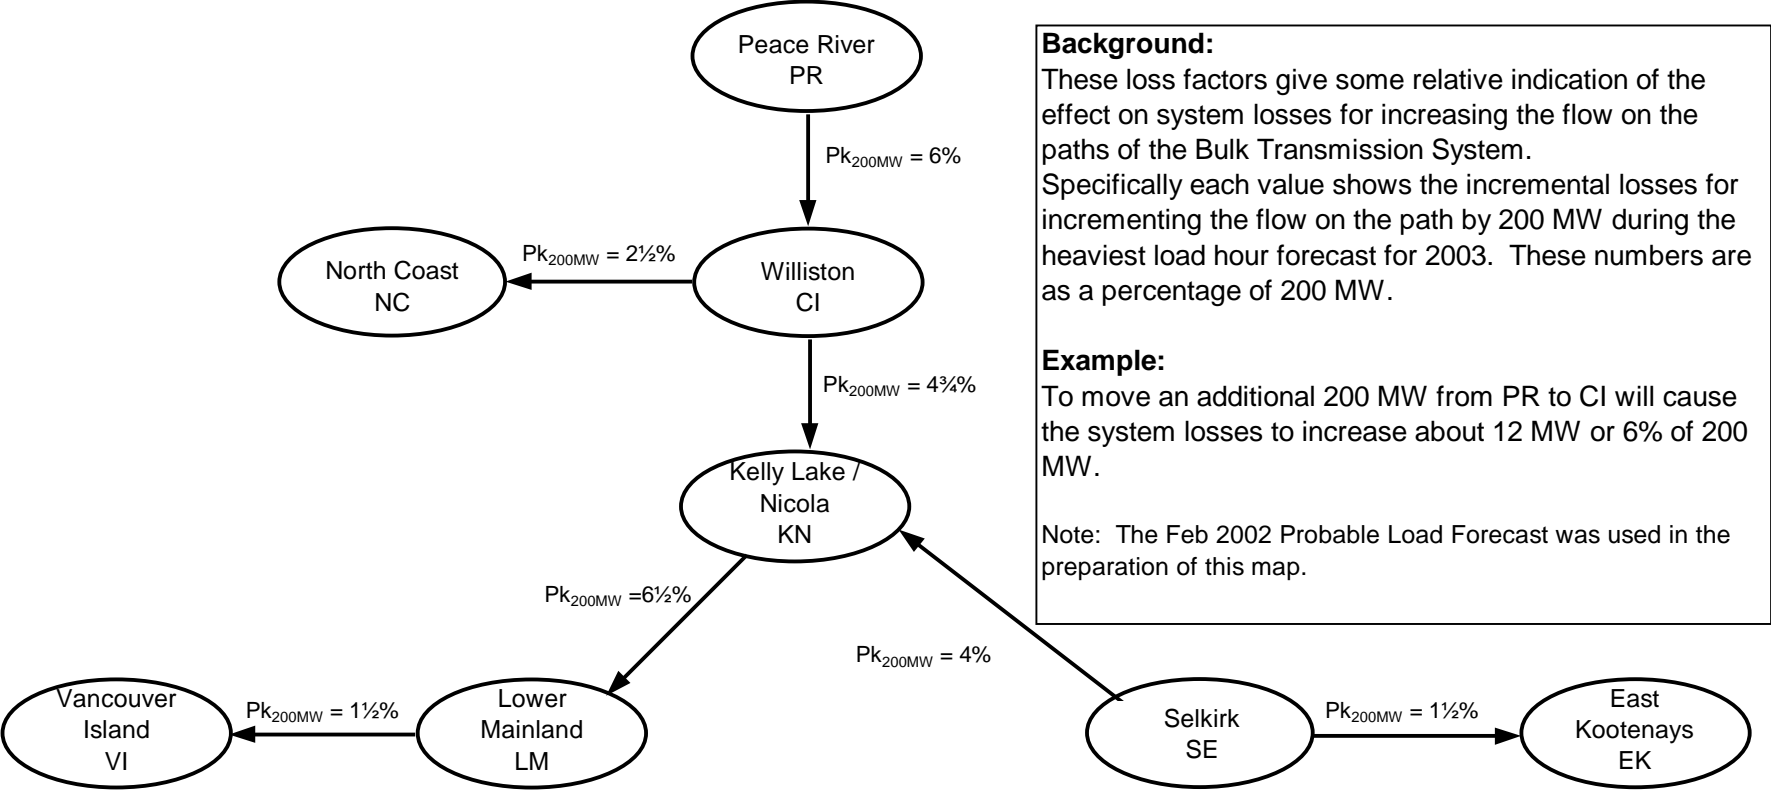 Peace River
PR
Pk200MW = 6%
North Coast
NC
Pk200MW = 2½%
Williston
CI
Pk200MW = 4¾%
Kelly Lake /
Nicola
KN
Pk200MW =6½%
Pk200MW = 4%
Vancouver
Island
VI
Pk200MW = 1½%
Lower
Mainland
LM
Selkirk
SE
Pk200MW = 1½%
East
Kootenays
EK
Background:
These loss factors give some relative indication of the
effect on system losses for increasing the flow on the
paths of the Bulk Transmission System.
Specifically each value shows the incremental losses for
incrementing the flow on the path by 200 MW during the
heaviest load hour forecast for 2003.  These numbers are
as a percentage of 200 MW.
Example:
To move an additional 200 MW from PR to CI will cause
the system losses to increase about 12 MW or 6% of 200
MW.
Note:  The Feb 2002 Probable Load Forecast was used in the
preparation of this map.